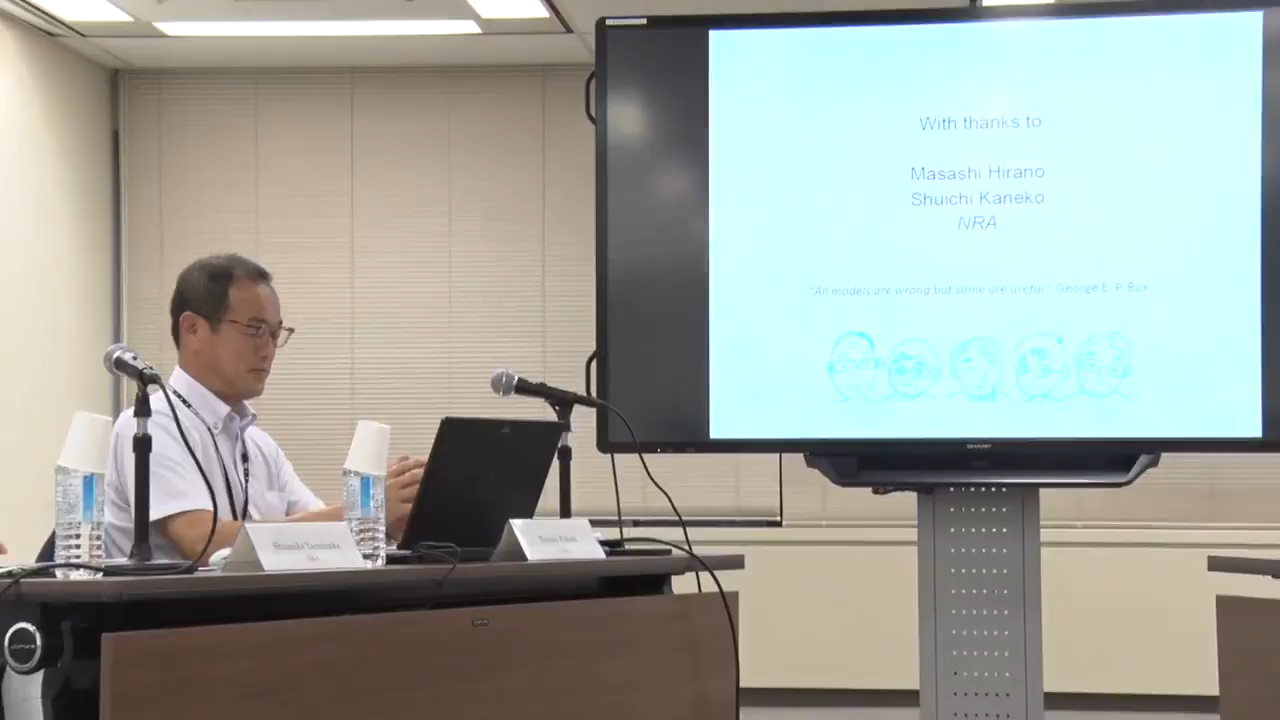 With thanks to
Masashi Hirano
Shuichi Kaneko
NRA
"All models are wrong but some are useful", George E. P. Box
SHARP